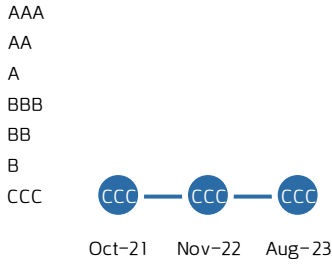 AAA
AA
A
BBB
BB
B
CCC CCC CCC CCC
Oct-21 Nov-22 Aug-23